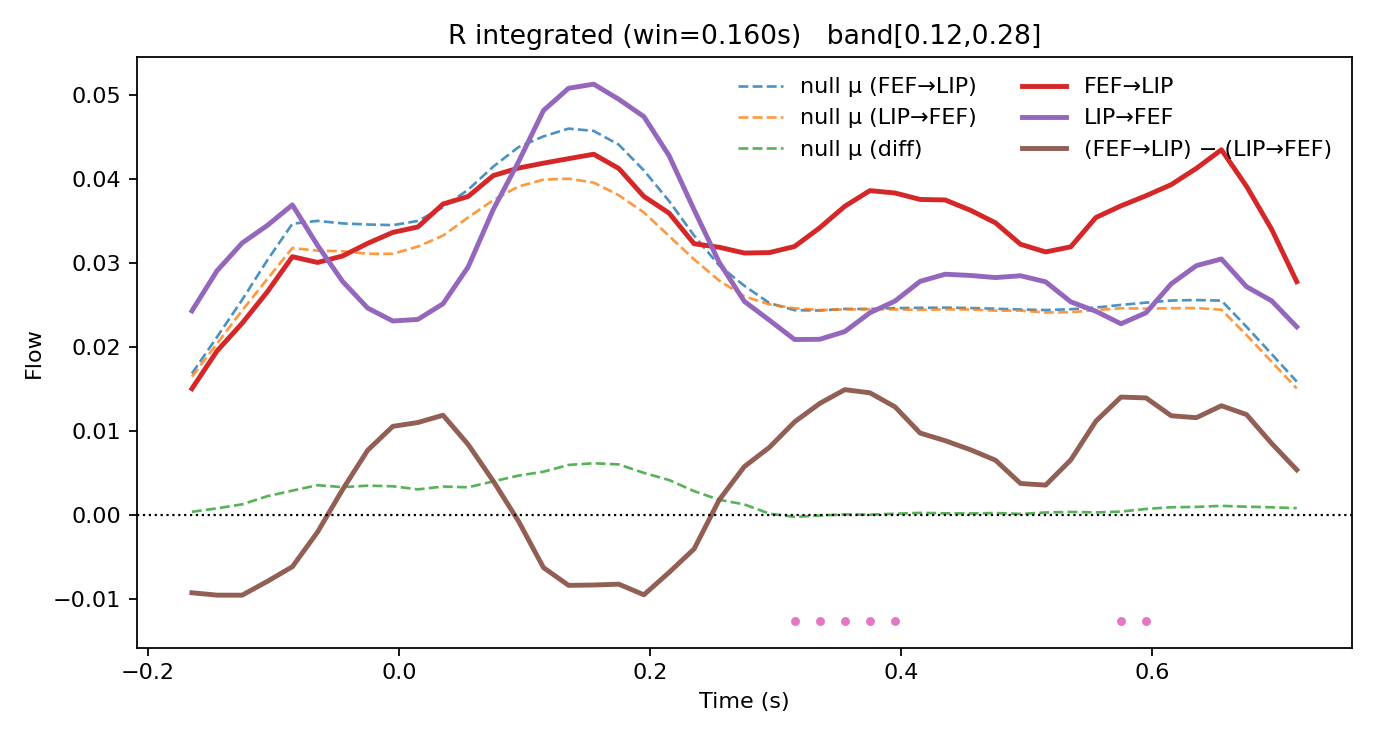 R integrated (win=0.160s)   band[0.12,0.28]
null μ (FEF→LIP)
null μ (LIP→FEF)
null μ (diff)
FEF→LIP
LIP→FEF
(FEF→LIP) − (LIP→FEF)
Flow
0.05
0.04
0.03
0.02
0.01
0.00
−0.01
−0.2
0.0
0.2
0.4
0.6
Time (s)